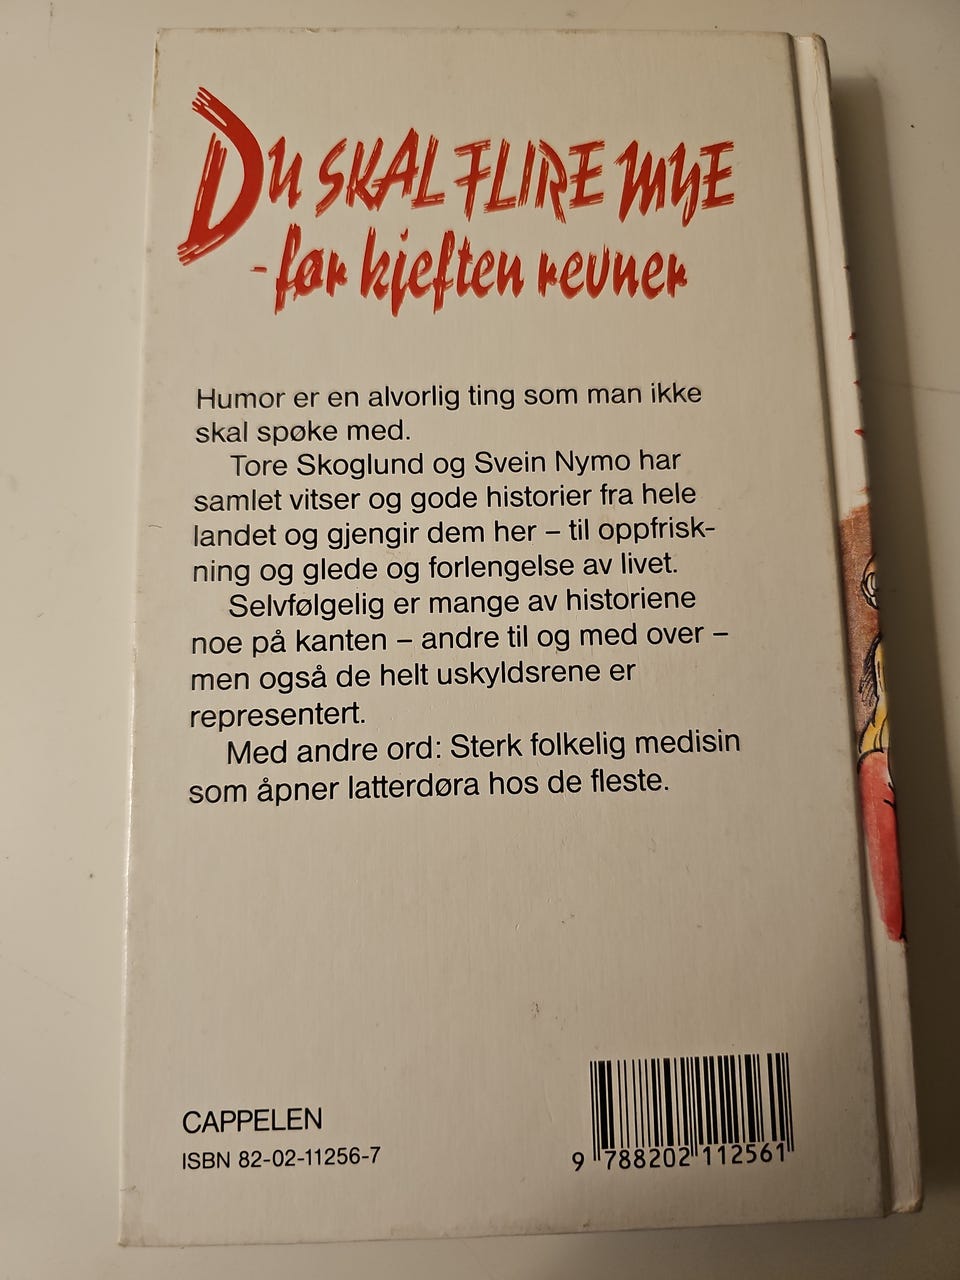 DU SKAL FLIRE MYE
- før kjeften revner
Humor er en alvorlig ting som man ikke
skal spøke med.
Tore Skoglund og Svein Nymo har
samlet vitser og gode historier fra hele
landet og gjengir dem her – til oppfrisk-
ning og glede og forlengelse av livet.
Selvfølgelig er mange av historiene
noe på kanten – andre til og med over –
men også de helt uskyldsrene er
representert.
Med andre ord: Sterk folkelig medisin
som åpner latterdøra hos de fleste.
CAPPELEN
ISBN 82-02-11256-7
9 788202 112561